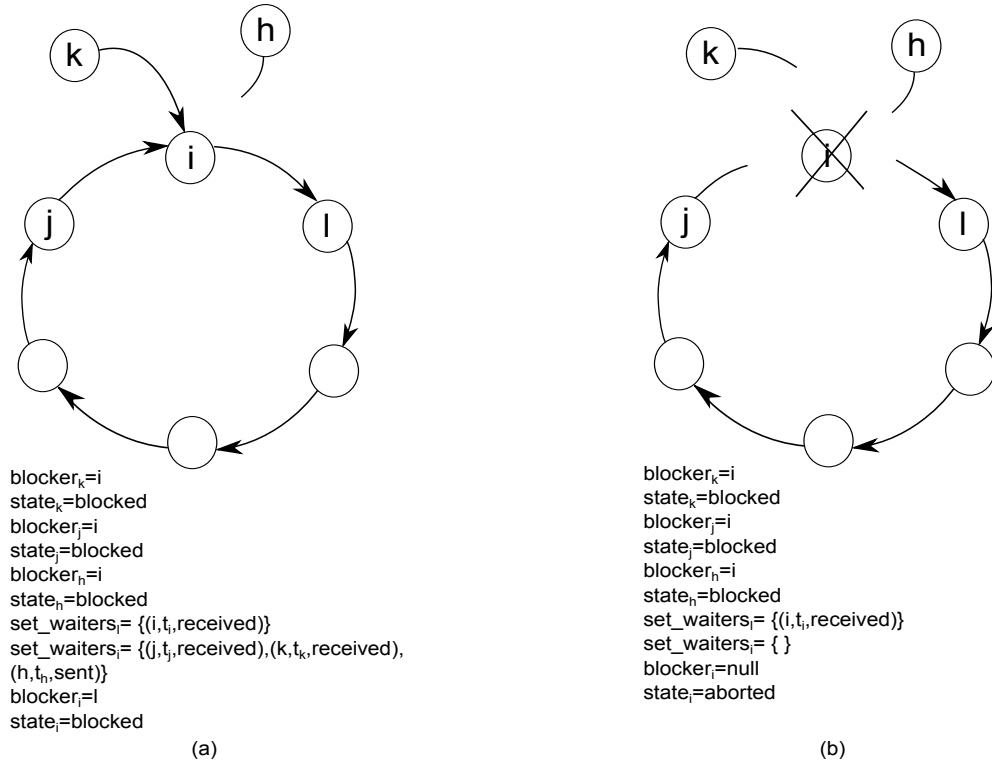 k
h
i
j
l
blocker_k=i
state_k=blocked
blocker_j=i
state_j=blocked
blocker_h=i
state_h=blocked
set_waiters_l= {(i,t_i,received)}
set_waiters_i= {(j,t_j,received),(k,t_k,received),
(h,t_h,sent)}
blocker_i=l
state_i=blocked
(a)
k
h
i
j
l
blocker_k=i
state_k=blocked
blocker_j=i
state_j=blocked
blocker_h=i
state_h=blocked
set_waiters_l= {(i,t_i,received)}
set_waiters_i= { }
blocker_i=null
state_i=aborted
(b)